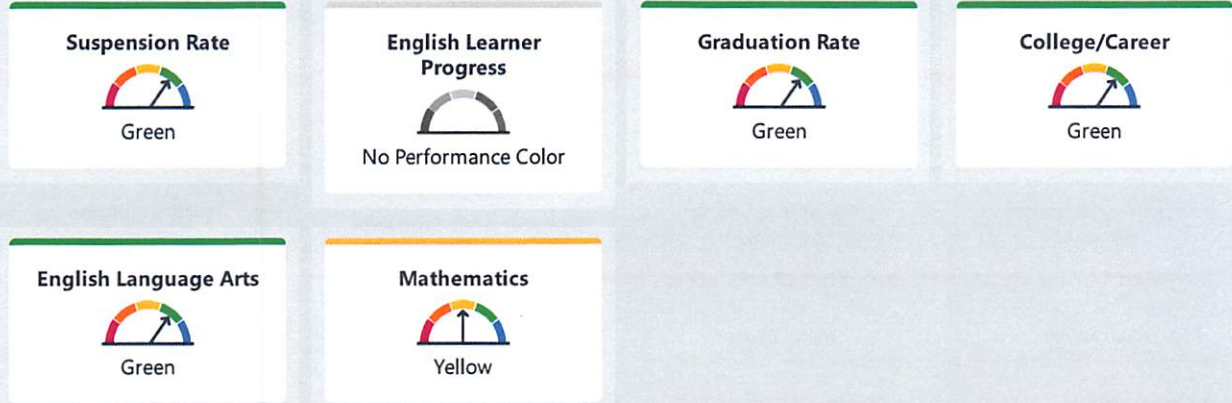 Suspension Rate
Green
English Learner
Progress
No Performance Color
Graduation Rate
Green
College/Career
Green
English Language Arts
Green
Mathematics
Yellow